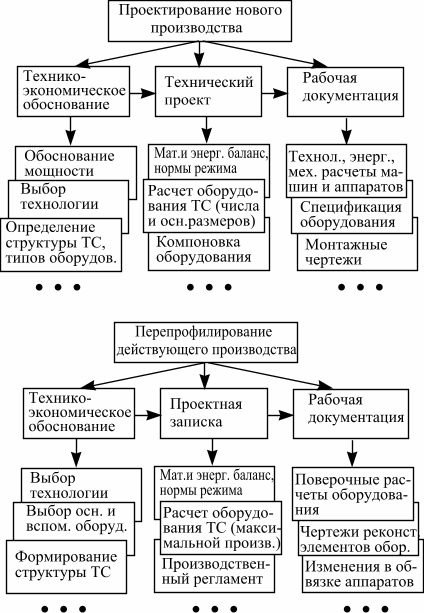 Проектирование нового
производства
Технико-
экономическое
обоснование
Технический
проект
Рабочая
документация
Обоснование
мощности
Выбор
технологии
Определение
структуры ТС,
типов оборудов.
Мат.и энерг. баланс,
нормы режима
Расчет оборудо-
вания ТС (числа
и осн.размеров)
Компоновка
оборудования
Технол., энерг.,
мех. расчеты ма-
шин и аппаратов
Спецификация
оборудования
Монтажные
чертежи
Перепрофилирование
действующего производства
Технико-
экономическое
обоснование
Проектная
записка
Рабочая
документация
Выбор
технологии
Выбор осн. и
вспом. оборуд.
Формирование
структуры ТС
Мат.и энерг. баланс,
нормы режима
Расчет оборудо-
вания ТС (макси-
мальной произв.)
Производствен-
ный регламент
Поверочные рас-
четы оборудова-
ния
Чертежи реконст.
элементов обор.
Изменения в об-
вязке аппаратов